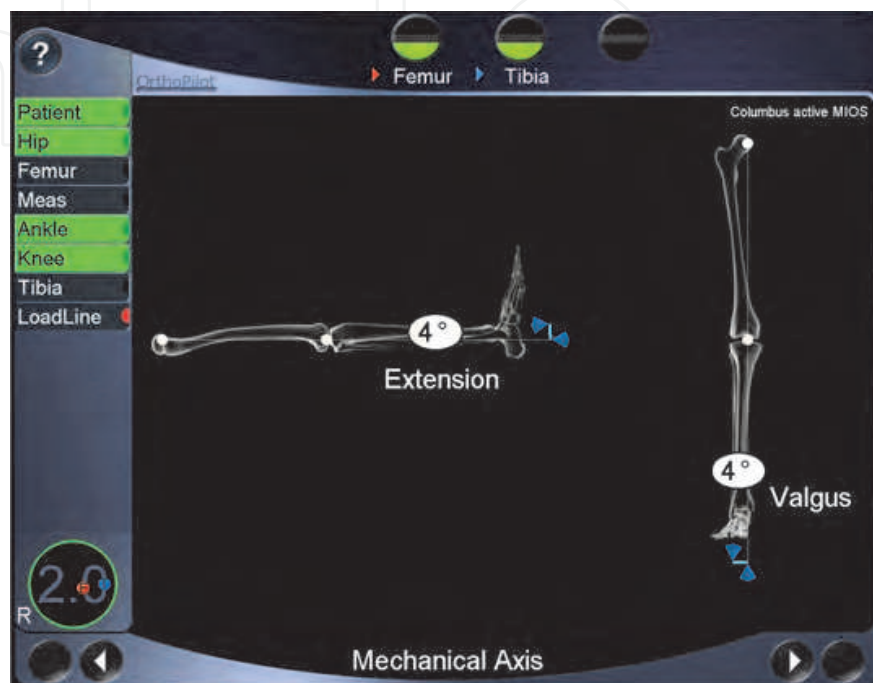 ?
Femur
Tibia
OrthoPilot
Columbus active MIOS
Patient
Hip
Femur
Meas
Ankle
Knee
Tibia
LoadLine
4°
Extension
4°
Valgus
2.0
R
Mechanical Axis